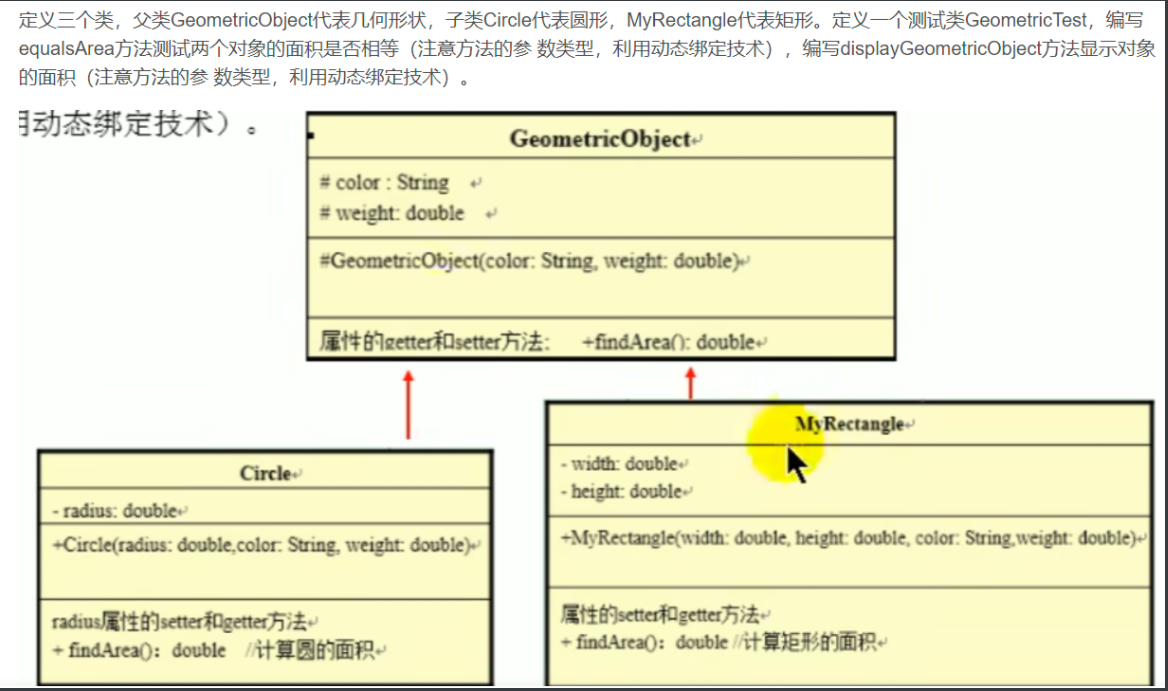 定义三个类，父类GeometricObject代表几何形状，子类Circle代表圆形，MyRectangle代表矩形。定义一个测试类GeometricTest，编写
equalsArea方法测试两个对象的面积是否相等（注意方法的参 数类型，利用动态绑定技术），编写displayGeometricObject方法显示对象
的面积（注意方法的参 数类型，利用动态绑定技术）。
动态绑定技术）。
GeometricObject
# color : String
# weight: double
#GeometricObject(color: String, weight: double)
属性的getter和setter方法; +findArea(): double
Circle
- radius: double
+Circle(radius: double,color: String, weight: double)
radius属性的setter和getter方法
+ findArea()：double //计算圆的面积
MyRectangle
- width: double
- height: double
+MyRectangle(width: double, height: double, color: String,weight: double)
属性的setter和getter方法
+ findArea()：double //计算矩形的面积